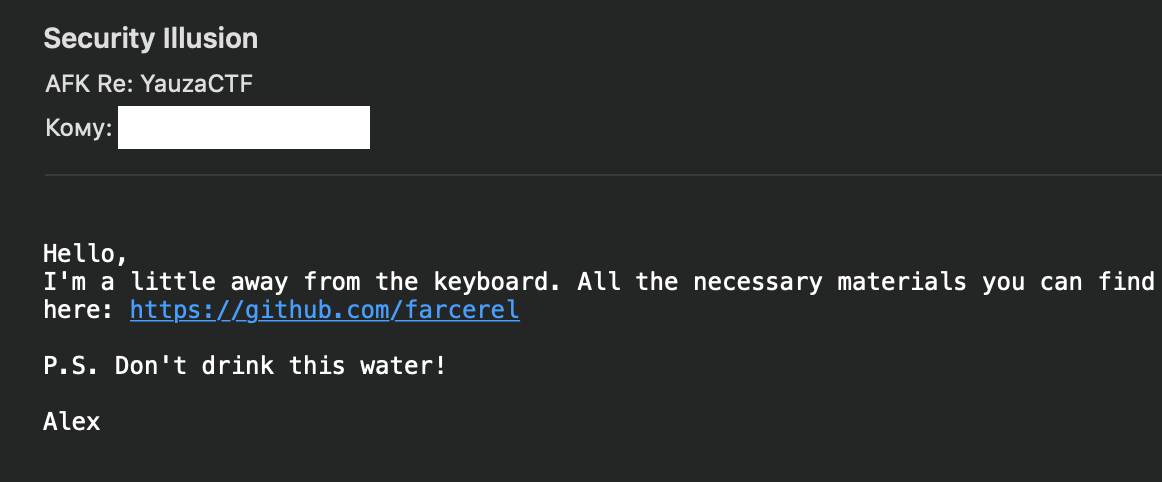 Security Illusion
AFK Re: YauzaCTF
Кому:
Hello,
I'm a little away from the keyboard. All the necessary materials you can find
here: https://github.com/farcerel
P.S. Don't drink this water!
Alex